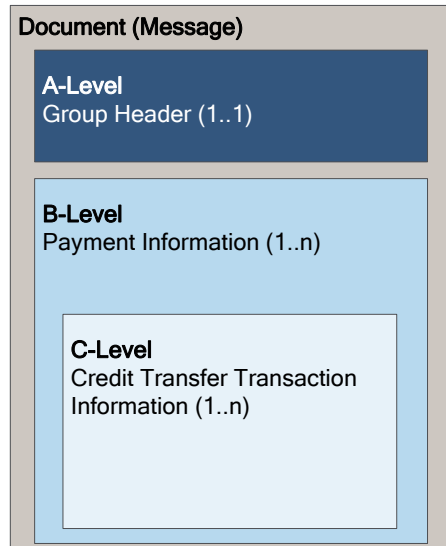 Document (Message)
A-Level
Group Header (1..1)
B-Level
Payment Information (1..n)
C-Level
Credit Transfer Transaction
Information (1..n)